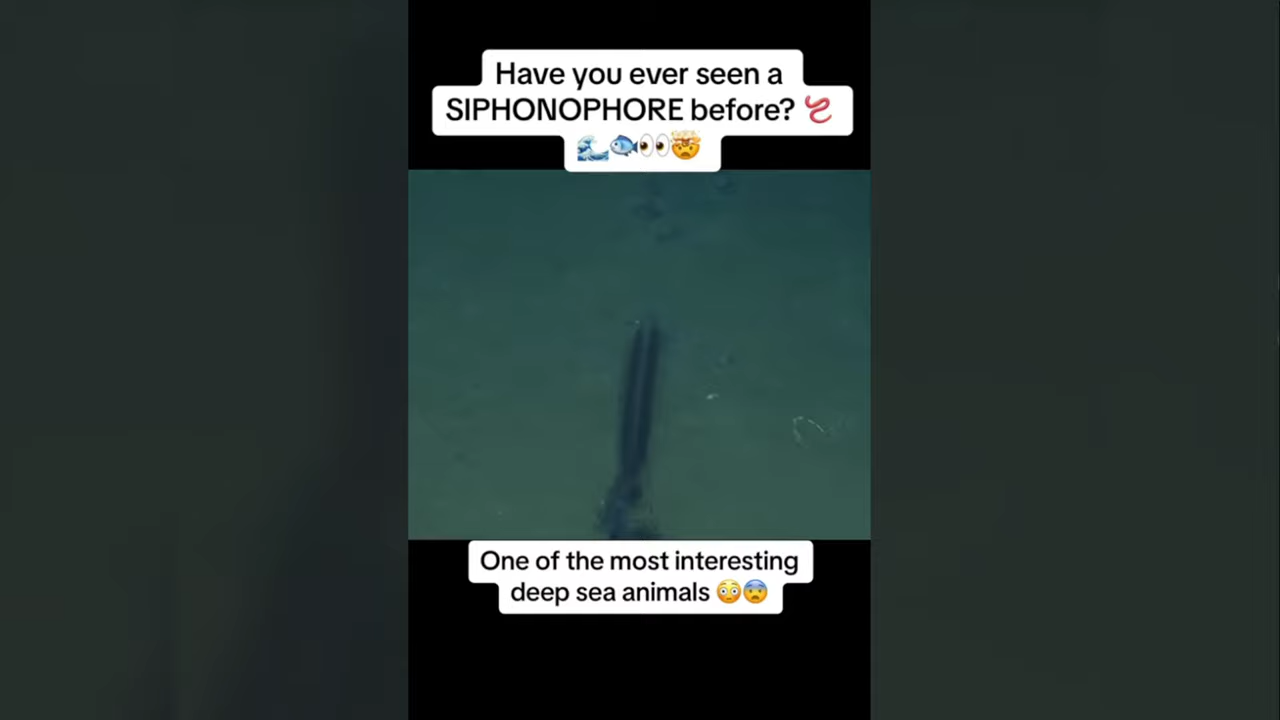 Have you ever seen a
SIPHONOPHORE before? 🪱
🌊🐟👀🤯
One of the most interesting
deep sea animals 😳😨